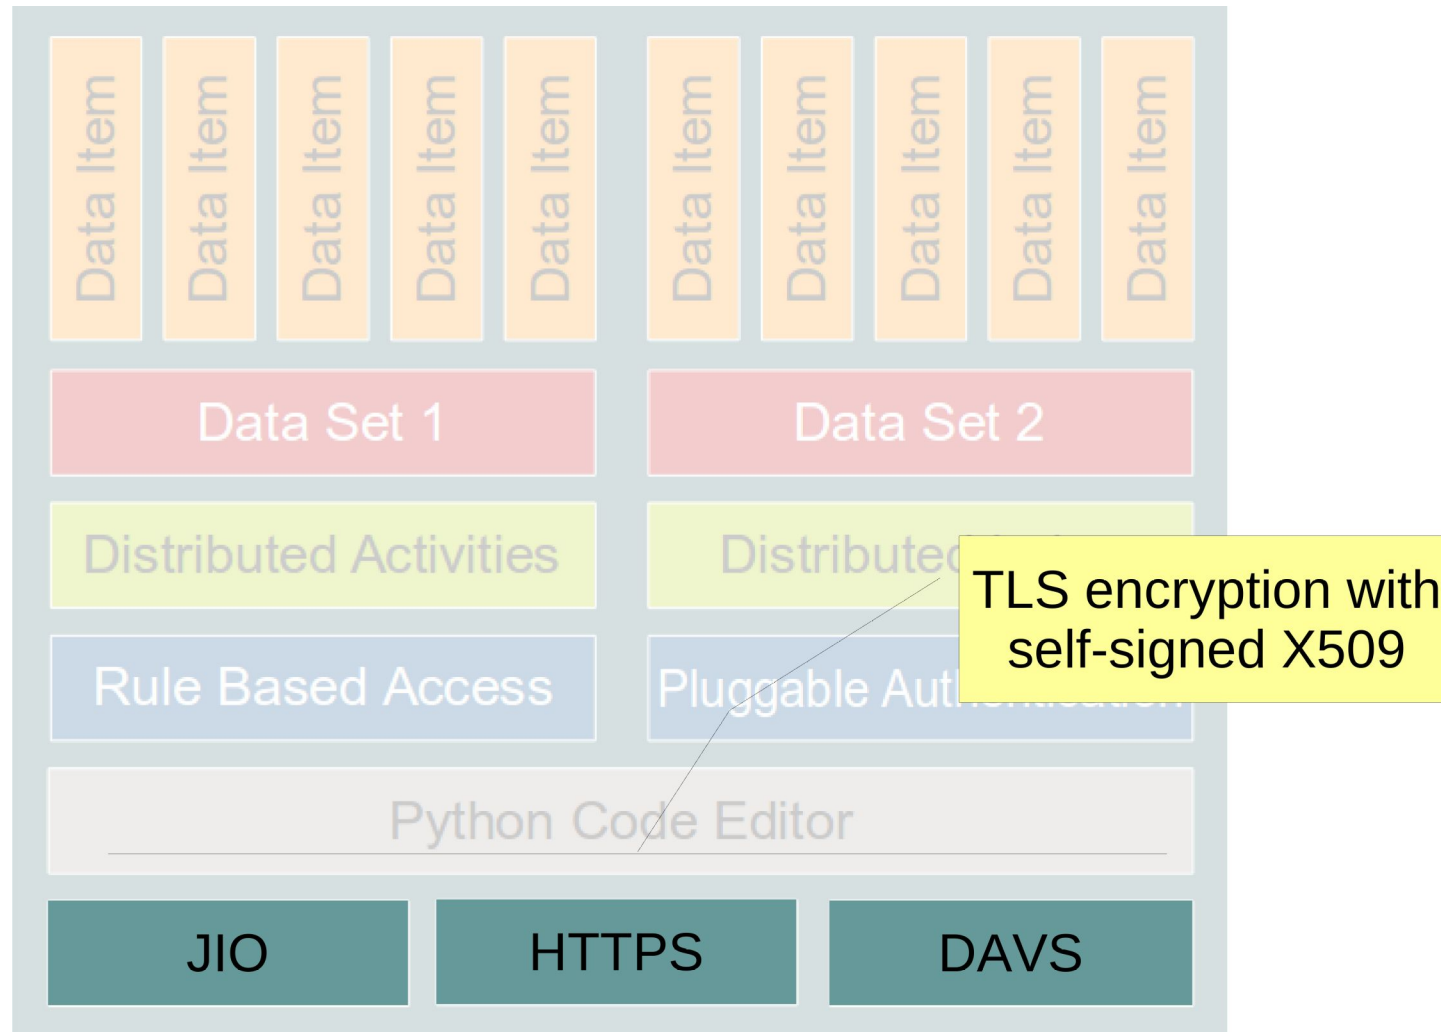 Data Item
Data Item
Data Item
Data Item
Data Item
Data Item
Data Item
Data Item
Data Item
Data Item
Data Set 1
Data Set 2
Distributed Activities
Distributed
TLS encryption with
self-signed X509
Rule Based Access
Pluggable Authentication
Python Code Editor
JIO
HTTPS
DAVS